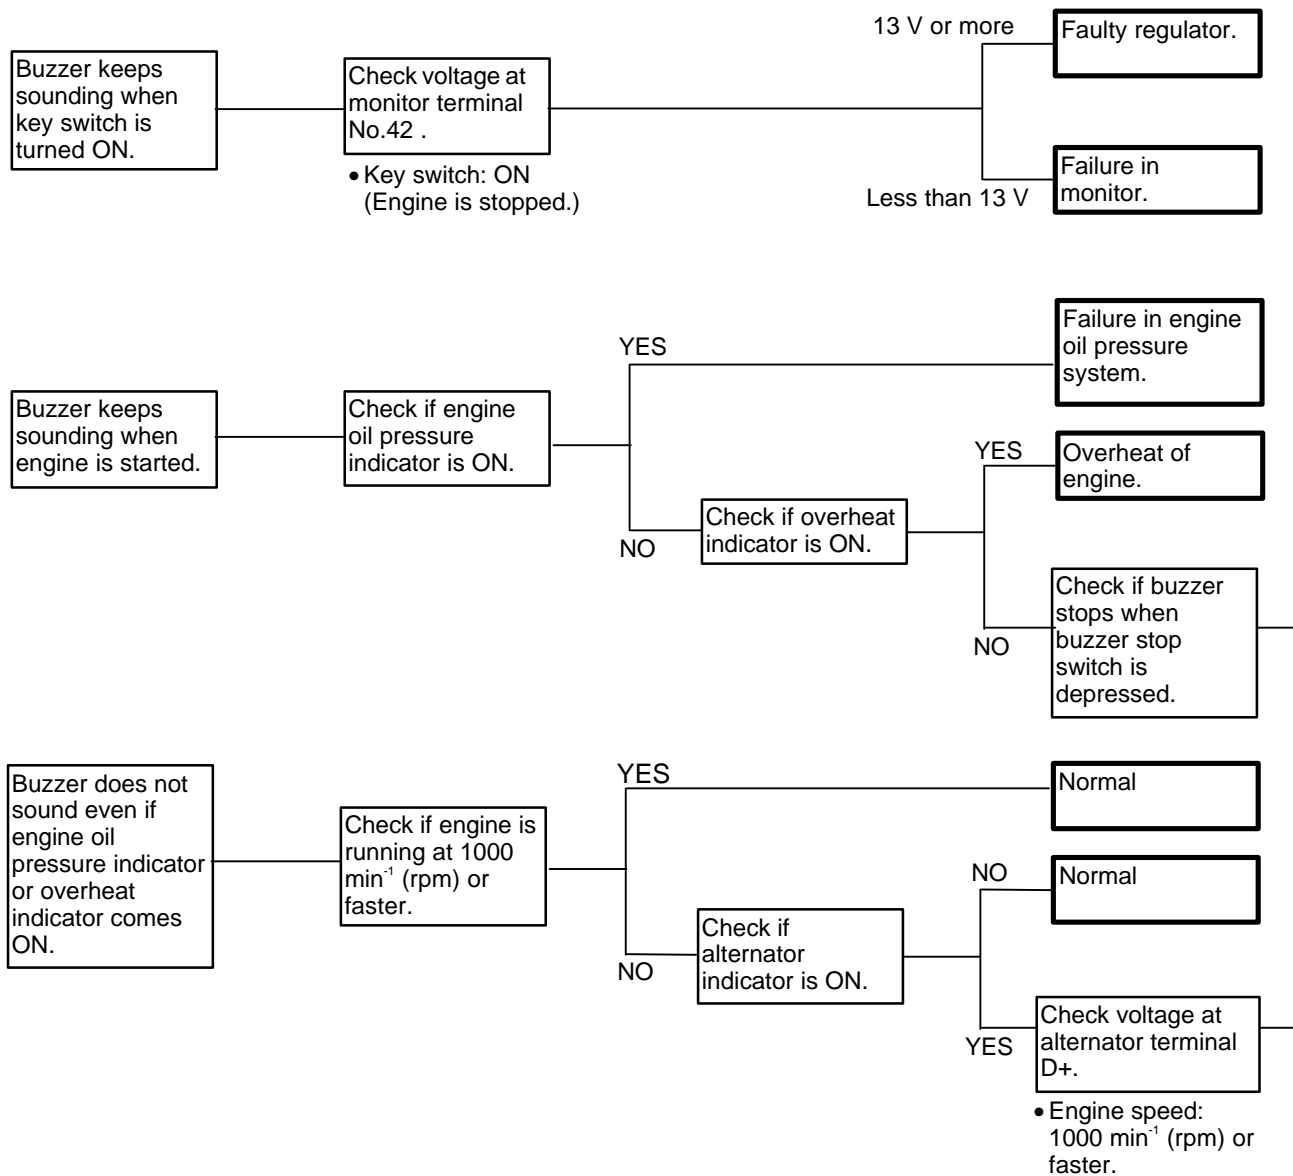 Buzzer keeps
sounding when
key switch is
turned ON.
Check voltage at
monitor terminal
No.42 .
• Key switch: ON
(Engine is stopped.)
13 V or more
Faulty regulator.
Less than 13 V
Failure in
monitor.
Buzzer keeps
sounding when
engine is started.
Check if engine
oil pressure
indicator is ON.
YES
Failure in engine
oil pressure
system.
NO
Check if overheat
indicator is ON.
YES
Overheat of
engine.
NO
Check if buzzer
stops when
buzzer stop
switch is
depressed.
Buzzer does not
sound even if
engine oil
pressure indicator
or overheat
indicator comes
ON.
Check if engine is
running at 1000
min⁻¹ (rpm) or
faster.
YES
Normal
NO
Check if
alternator
indicator is ON.
NO
Normal
YES
Check voltage at
alternator terminal
D+.
• Engine speed:
1000 min⁻¹ (rpm) or
faster.